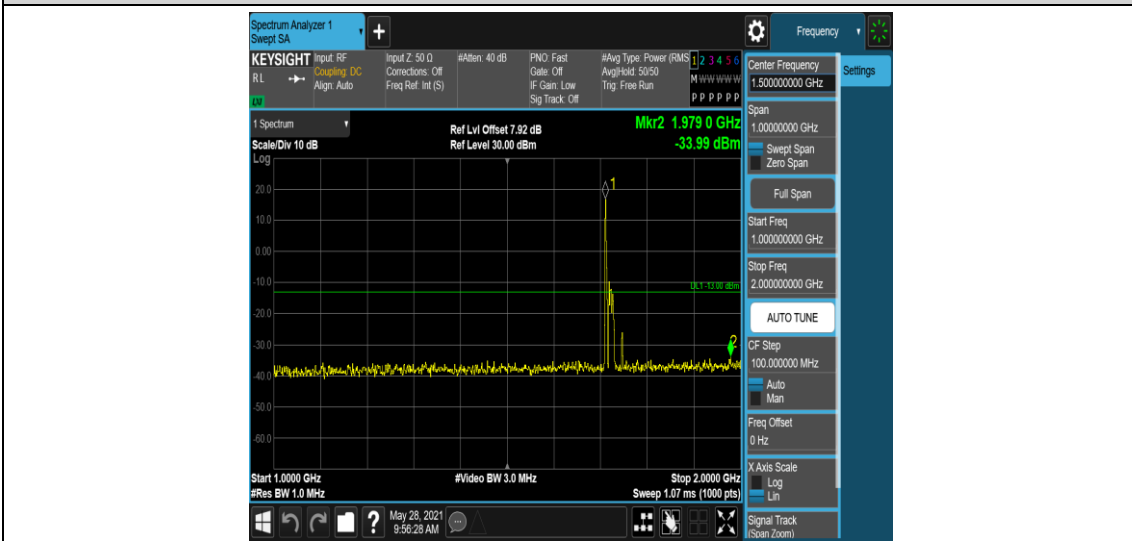 Spectrum Analyzer 1
Swept SA
+
Frequency
KEYSIGHT
RL
LXI
Input: RF
Coupling: DC
Align: Auto
Input Z: 50 Ω
Corrections: Off
Freq Ref: Int (S)
#Atten: 40 dB
PNO: Fast
Gate: Off
IF Gain: Low
Sig Track: Off
#Avg Type: Power (RMS
Avg|Hold: 50/50
Trig: Free Run
1 2 3 4 5 6
M W W W W W
P P P P P P
1 Spectrum
Scale/Div 10 dB
Log
Ref Lvl Offset 7.92 dB
Ref Level 30.00 dBm
Mkr2 1.979 0 GHz
-33.99 dBm
1
20.0
10.0
0.00
-10.0
DL1 -13.00 dBm
-20.0
-30.0
2
-40.0
-50.0
-60.0
Start 1.0000 GHz
#Res BW 1.0 MHz
#Video BW 3.0 MHz
Stop 2.0000 GHz
Sweep 1.07 ms (1000 pts)
?
May 28, 2021
9:56:28 AM
Center Frequency
1.500000000 GHz
Settings
Span
1.00000000 GHz
Swept Span
Zero Span
Full Span
Start Freq
1.000000000 GHz
Stop Freq
2.000000000 GHz
AUTO TUNE
CF Step
100.000000 MHz
Auto
Man
Freq Offset
0 Hz
X Axis Scale
Log
Lin
Signal Track
(Span Zoom)